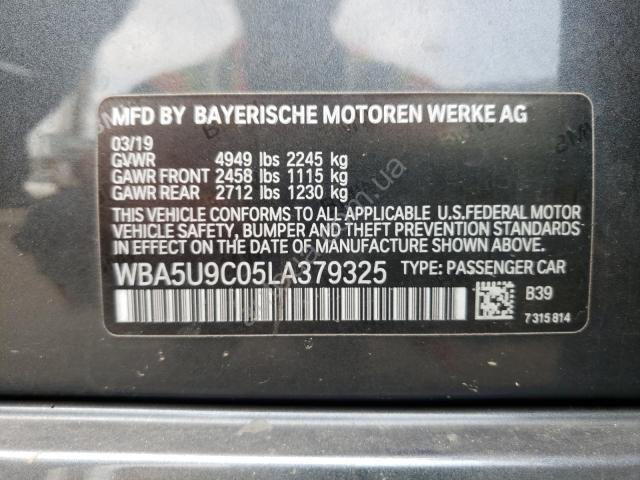 MFD BY BAYERISCHE MOTOREN WERKE AG
03/19
GVWR 4949 lbs 2245 kg
GAWR FRONT 2458 lbs 1115 kg
GAWR REAR 2712 lbs 1230 kg
THIS VEHICLE CONFORMS TO ALL APPLICABLE U.S.FEDERAL MOTOR
VEHICLE SAFETY, BUMPER AND THEFT PREVENTION STANDARDS
IN EFFECT ON THE DATE OF MANUFACTURE SHOWN ABOVE.
WBA5U9C05LA379325 TYPE: PASSENGER CAR
B39
7315814